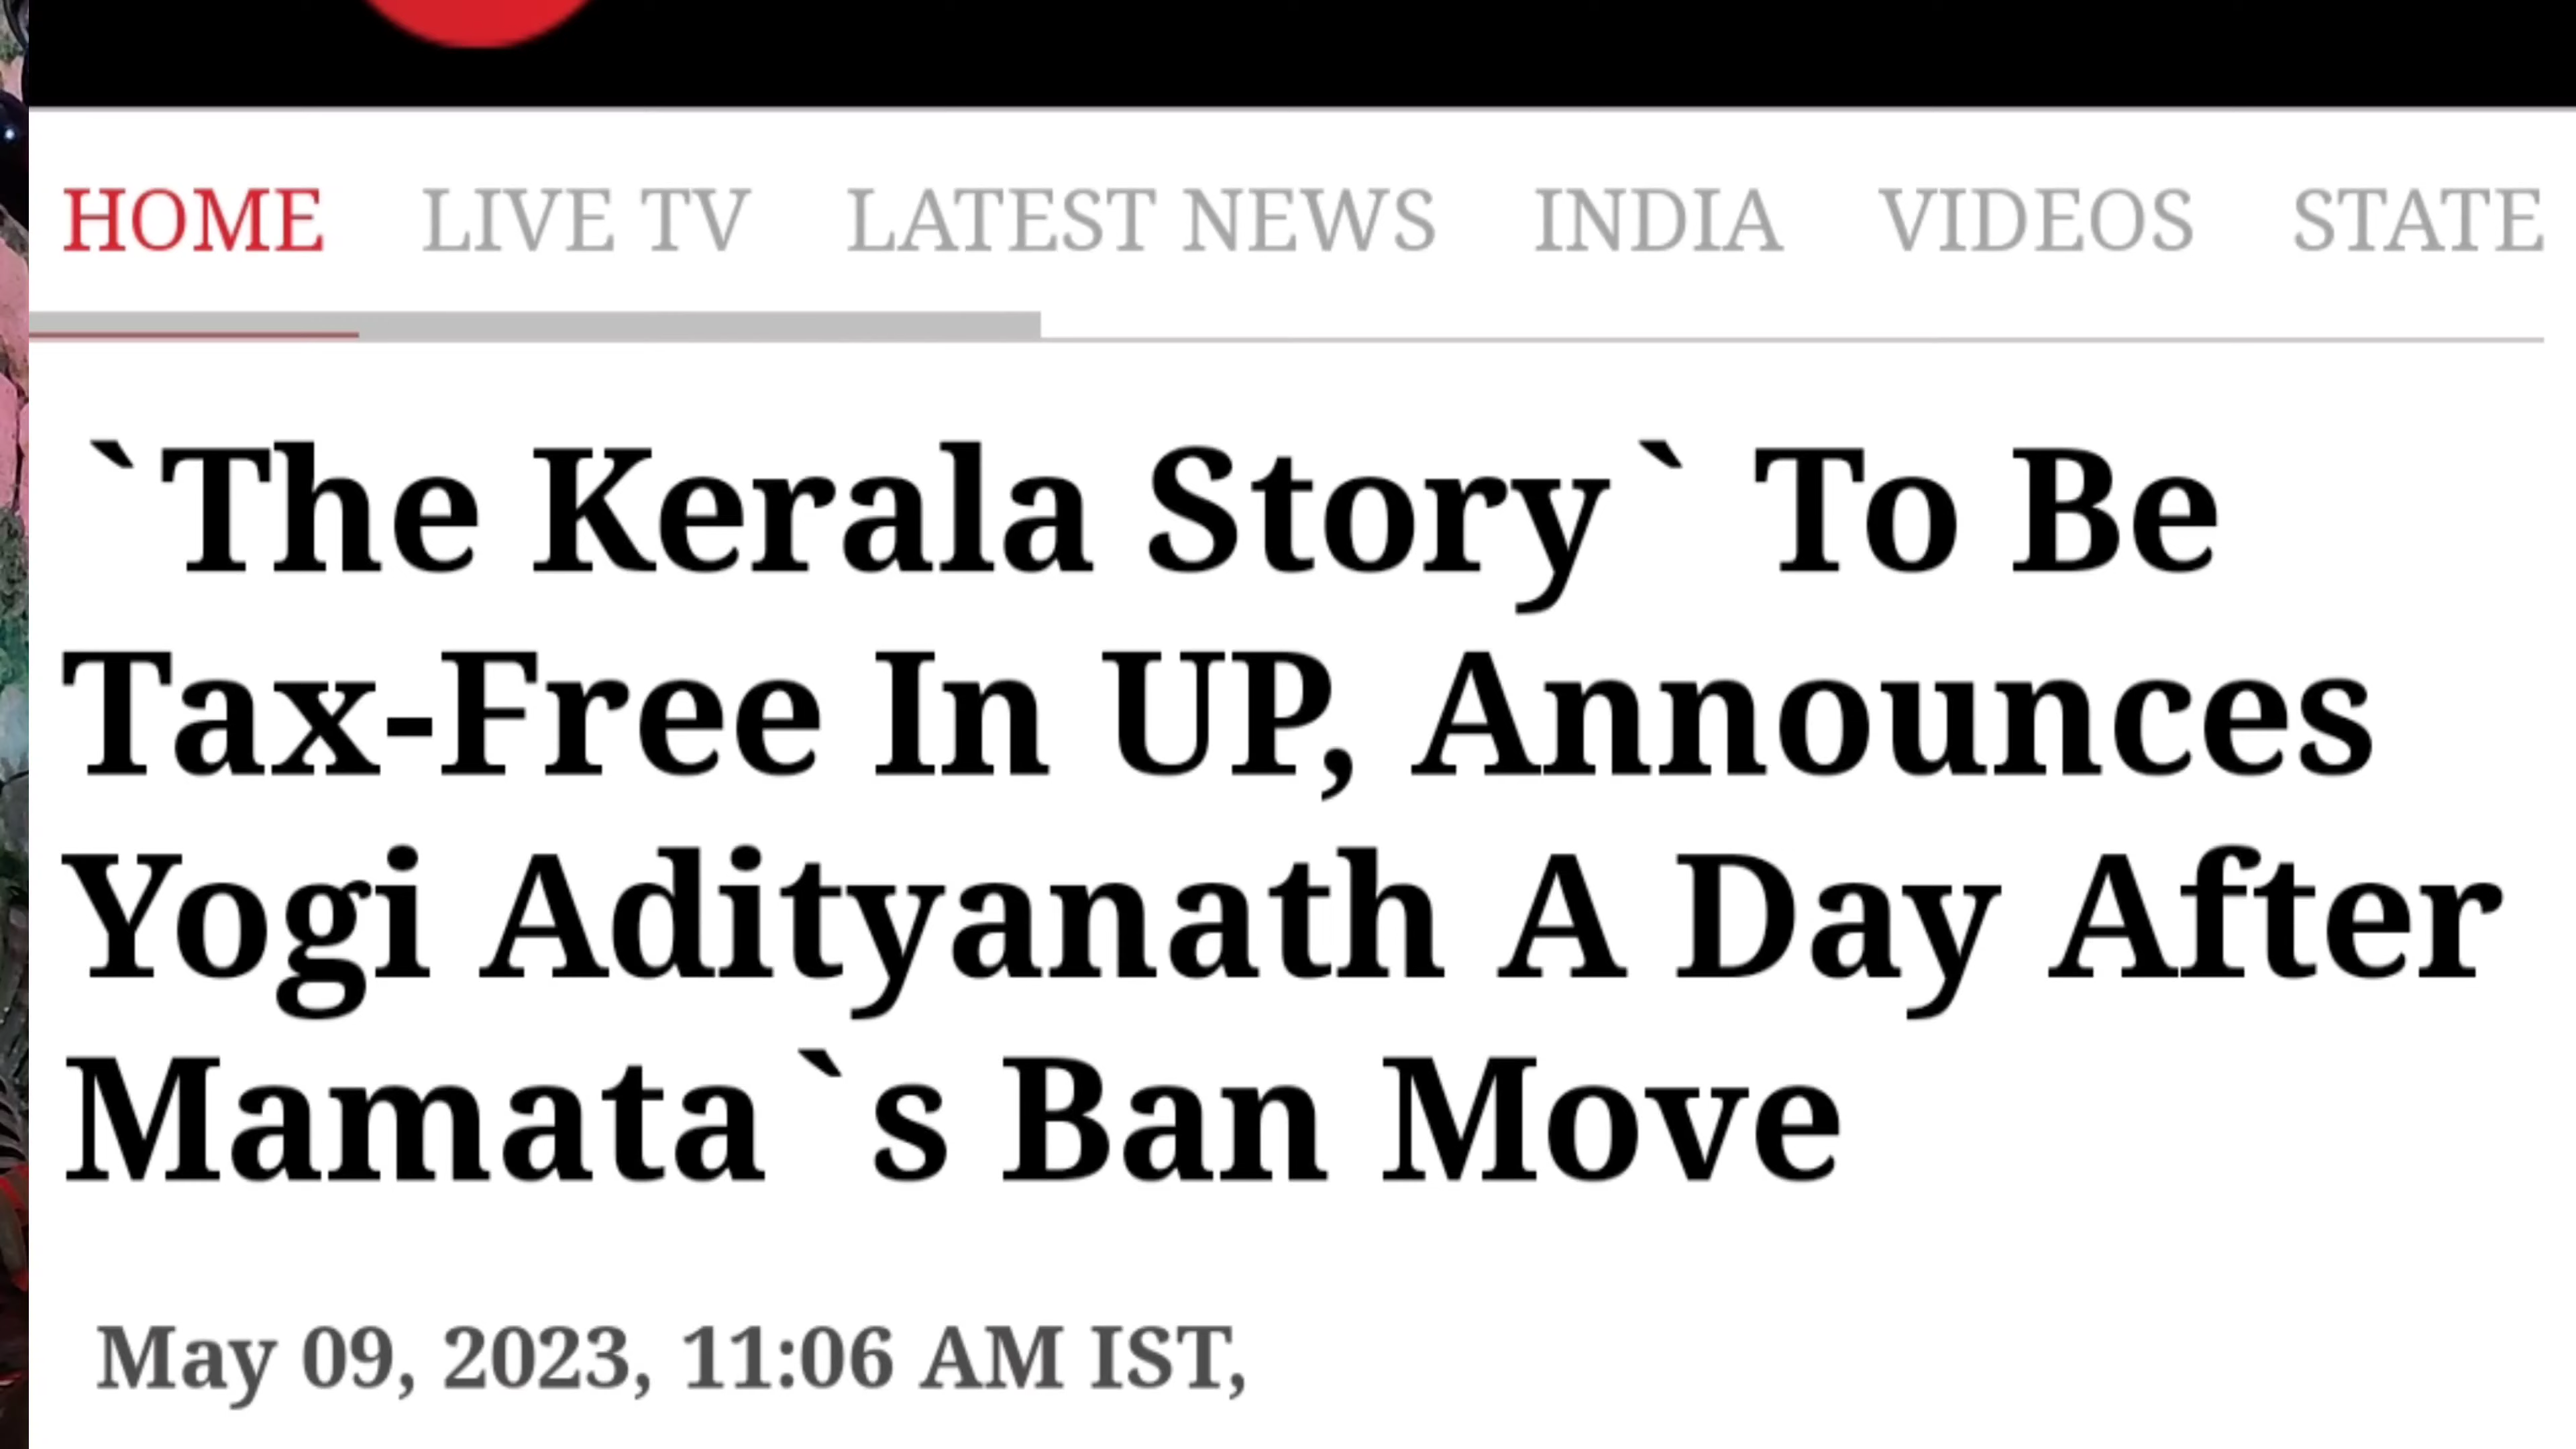 HOME LIVE TV LATEST NEWS INDIA VIDEOS STATE
`The Kerala Story` To Be
Tax-Free In UP, Announces
Yogi Adityanath A Day After
Mamata`s Ban Move
May 09, 2023, 11:06 AM IST,